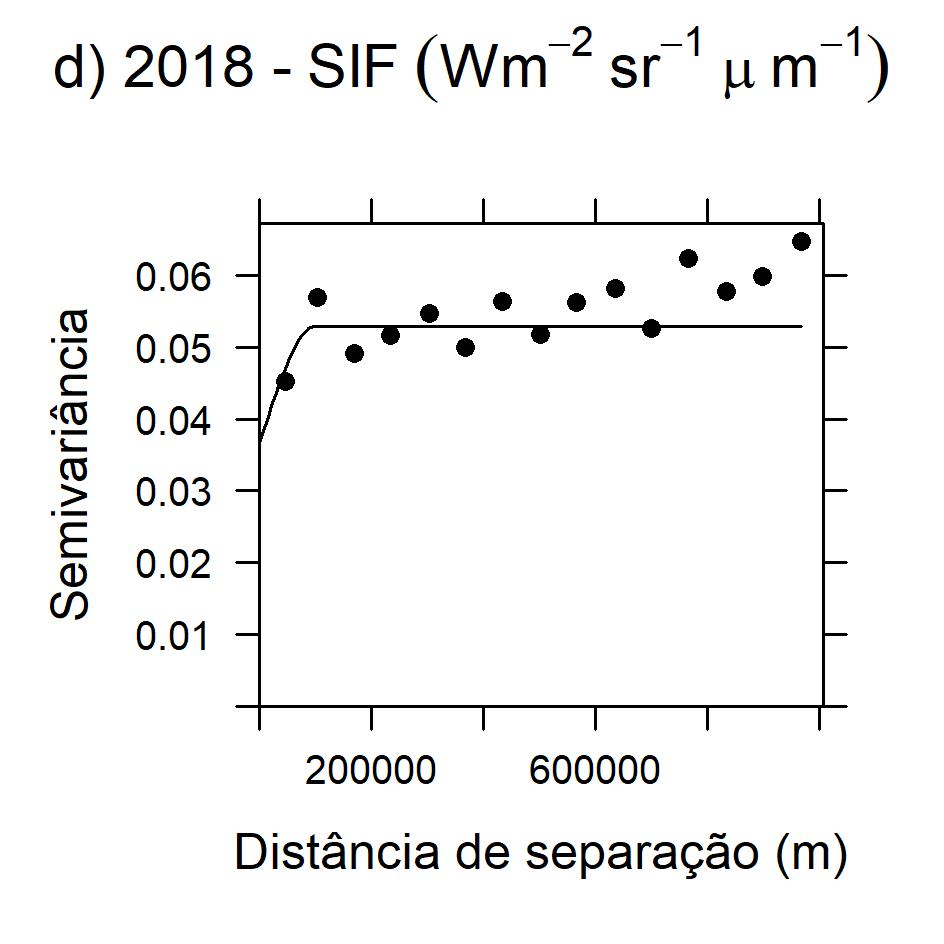 d) 2018 - SIF (Wm⁻² sr⁻¹ μ m⁻¹)
0.06
0.05
0.04
0.03
0.02
0.01
Semivariância
200000 600000
Distância de separação (m)